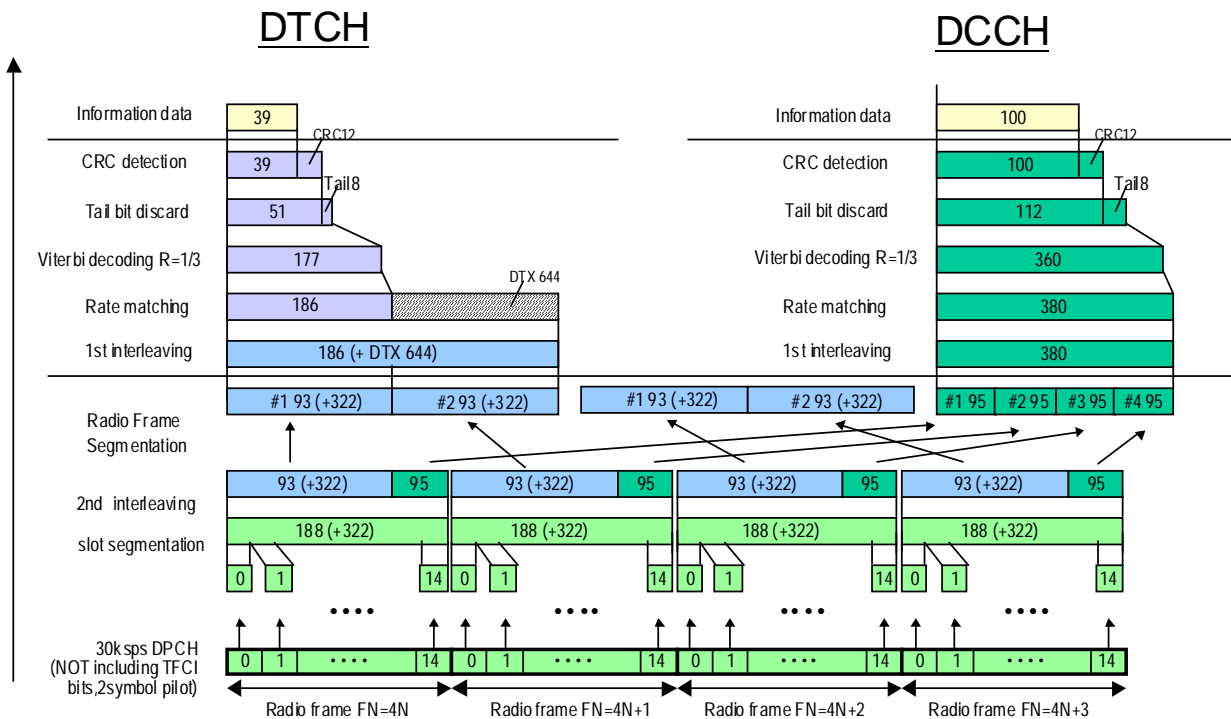 DTCH
DCCH
Information data
39
Information data
100
CRC12
CRC12
CRC detection
39
CRC detection
100
Tail8
Tail8
Tail bit discard
51
Tail bit discard
112
Viterbi decoding R=1/3
177
Viterbi decoding R=1/3
360
DTX 644
Rate matching
186
Rate matching
380
1st interleaving
186 (+ DTX 644)
1st interleaving
380
#1 93 (+322)
#2 93 (+322)
#1 93 (+322)
#2 93 (+322)
#1 95
#2 95
#3 95
#4 95
Radio Frame
Segmentation
93 (+322)
95
93 (+322)
95
93 (+322)
95
93 (+322)
95
2nd interleaving
188 (+322)
188 (+322)
188 (+322)
188 (+322)
slot segmentation
0 1 14
0 1 14
0 1 14
0 1 14
• • • •
• • • •
• • • •
• • • •
30ksps DPCH
(NOT including TFCI
bits,2symbol pilot)
0 1 • • • • 14
0 1 • • • • 14
0 1 • • • • 14
0 1 • • • • 14
Radio frame FN=4N
Radio frame FN=4N+1
Radio frame FN=4N+2
Radio frame FN=4N+3